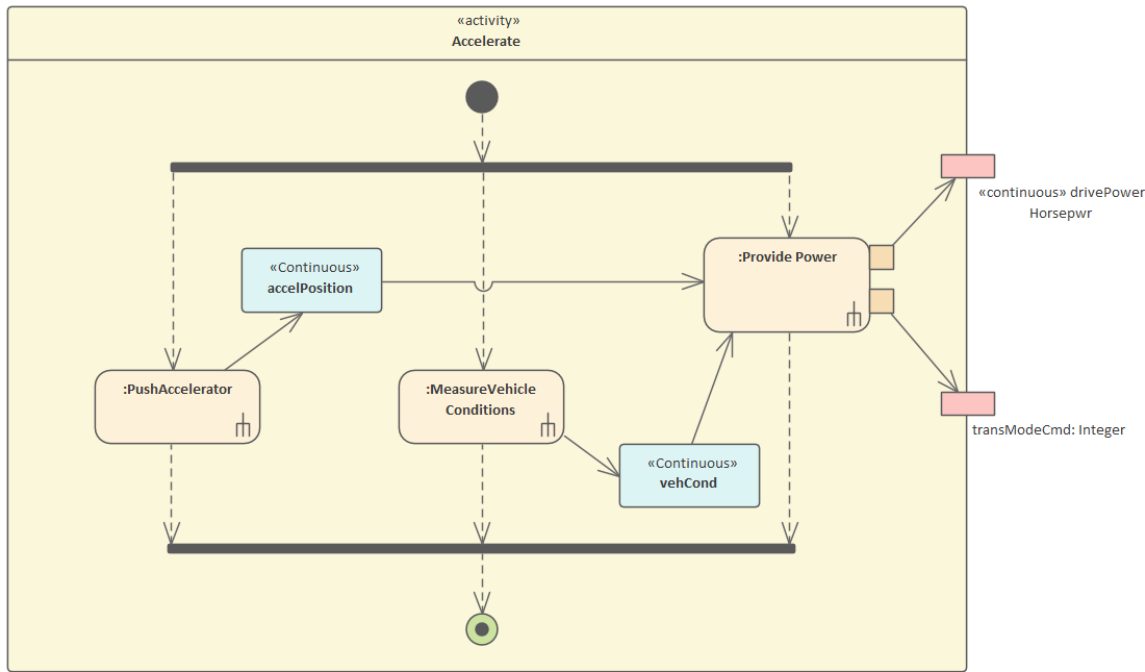 «activity»
Accelerate
«continuous» drivePower
Horsepwr
:Provide Power
«Continuous»
accelPosition
:PushAccelerator
:MeasureVehicle
Conditions
transModeCmd: Integer
«Continuous»
vehCond